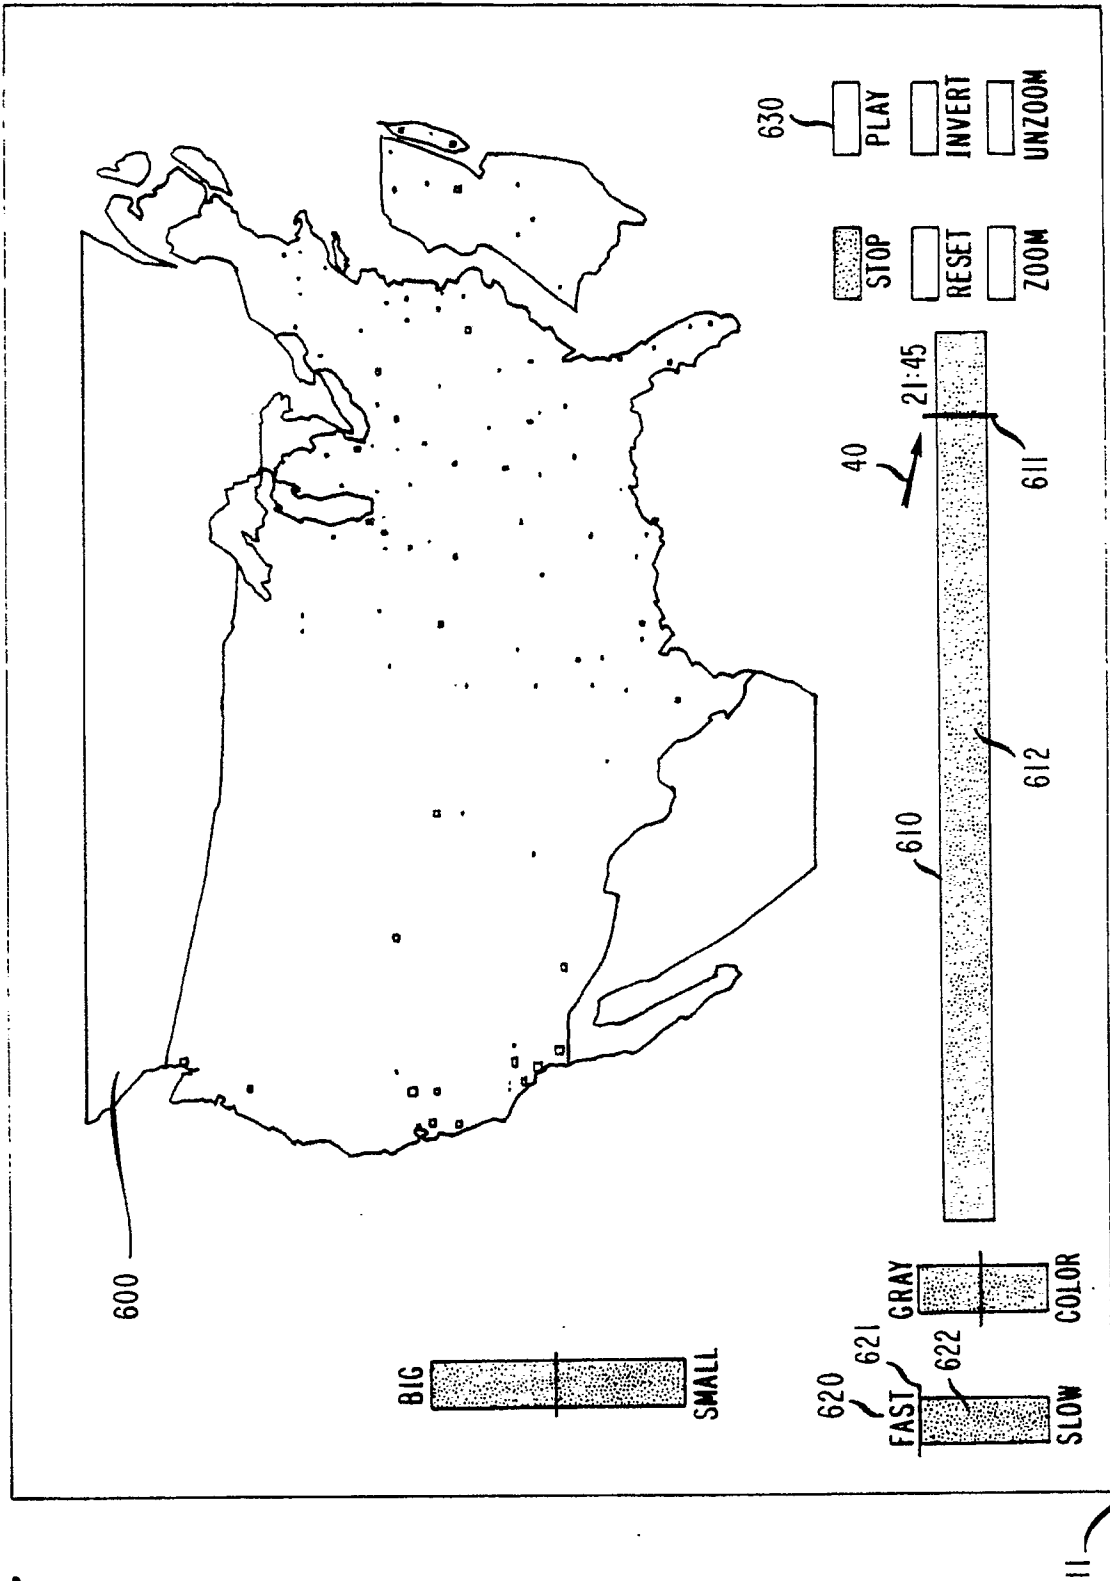 600
630
STOP
PLAY
RESET
INVERT
ZOOM
UNZOOM
BIG
SMALL
40
21:45
610
611
612
620
621
622
FAST
SLOW
GRAY
COLOR
11